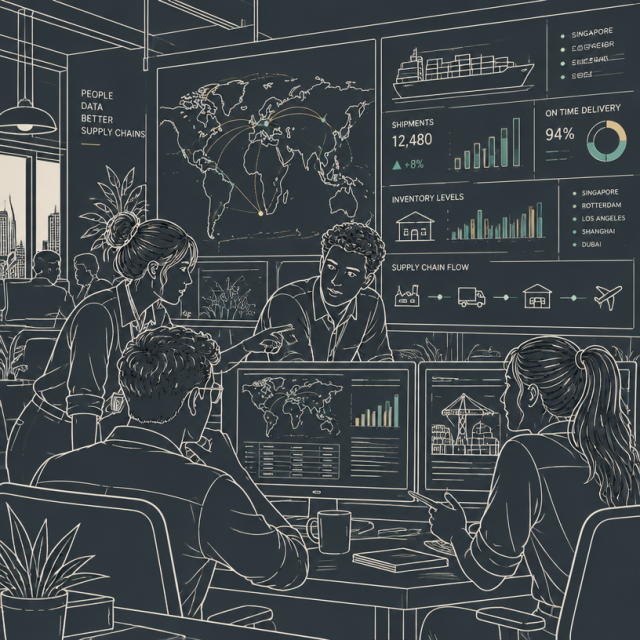 PEOPLE
DATA
BETTER
SUPPLY CHAINS
SINGAPORE
SHIPMENTS
12,480
+8%
ON TIME DELIVERY
94%
INVENTORY LEVELS
SINGAPORE
ROTTERDAM
LOS ANGELES
SHANGHAI
DUBAI
SUPPLY CHAIN FLOW